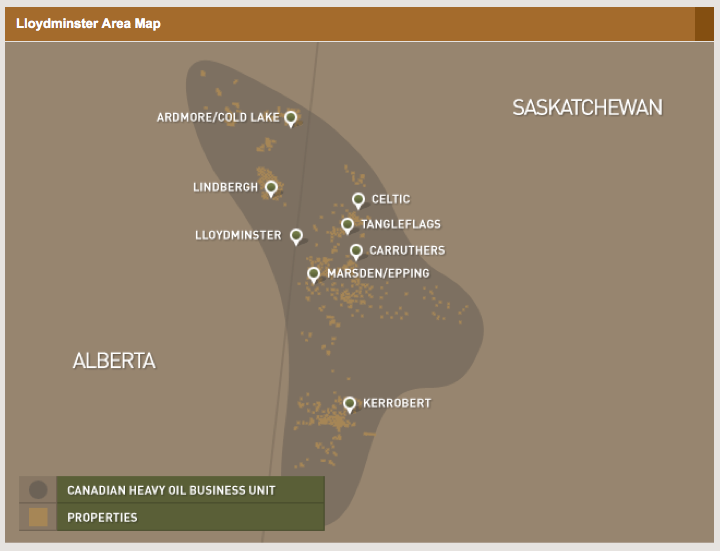 Lloydminster Area Map
SASKATCHEWAN
ARDMORE/COLD LAKE
LINDBERGH
CELTIC
TANGLEFLAGS
LLOYDMINSTER
CARRUTHERS
MARSDEN/EPPING
ALBERTA
KERROBERT
CANADIAN HEAVY OIL BUSINESS UNIT
PROPERTIES